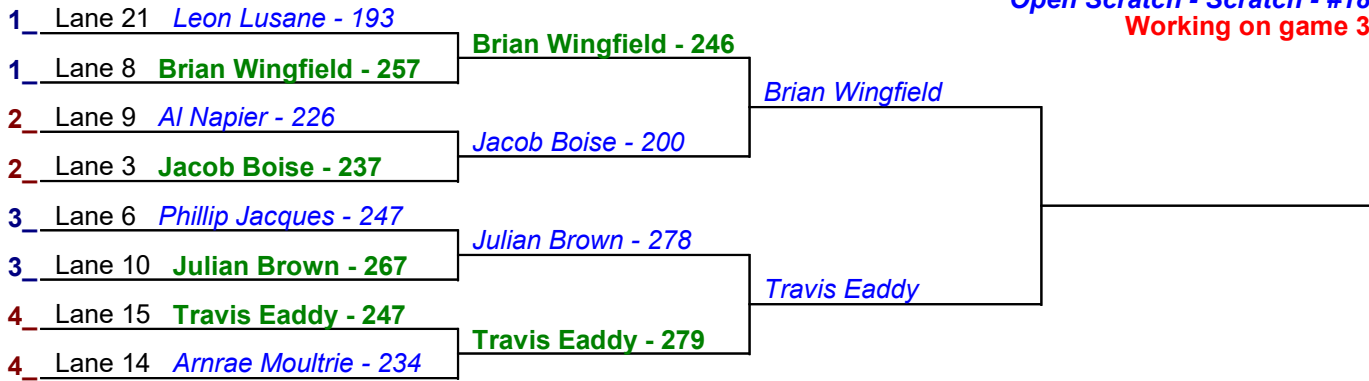 Open Scratch - Scratch - #18
Working on game 3
1_ Lane 21 Leon Lusane - 193
Brian Wingfield - 246
1_ Lane 8 Brian Wingfield - 257
Brian Wingfield
2_ Lane 9 Al Napier - 226
Jacob Boise - 200
2_ Lane 3 Jacob Boise - 237
3_ Lane 6 Phillip Jacques - 247
Julian Brown - 278
3_ Lane 10 Julian Brown - 267
Travis Eaddy
4_ Lane 15 Travis Eaddy - 247
Travis Eaddy - 279
4_ Lane 14 Arnrae Moultrie - 234